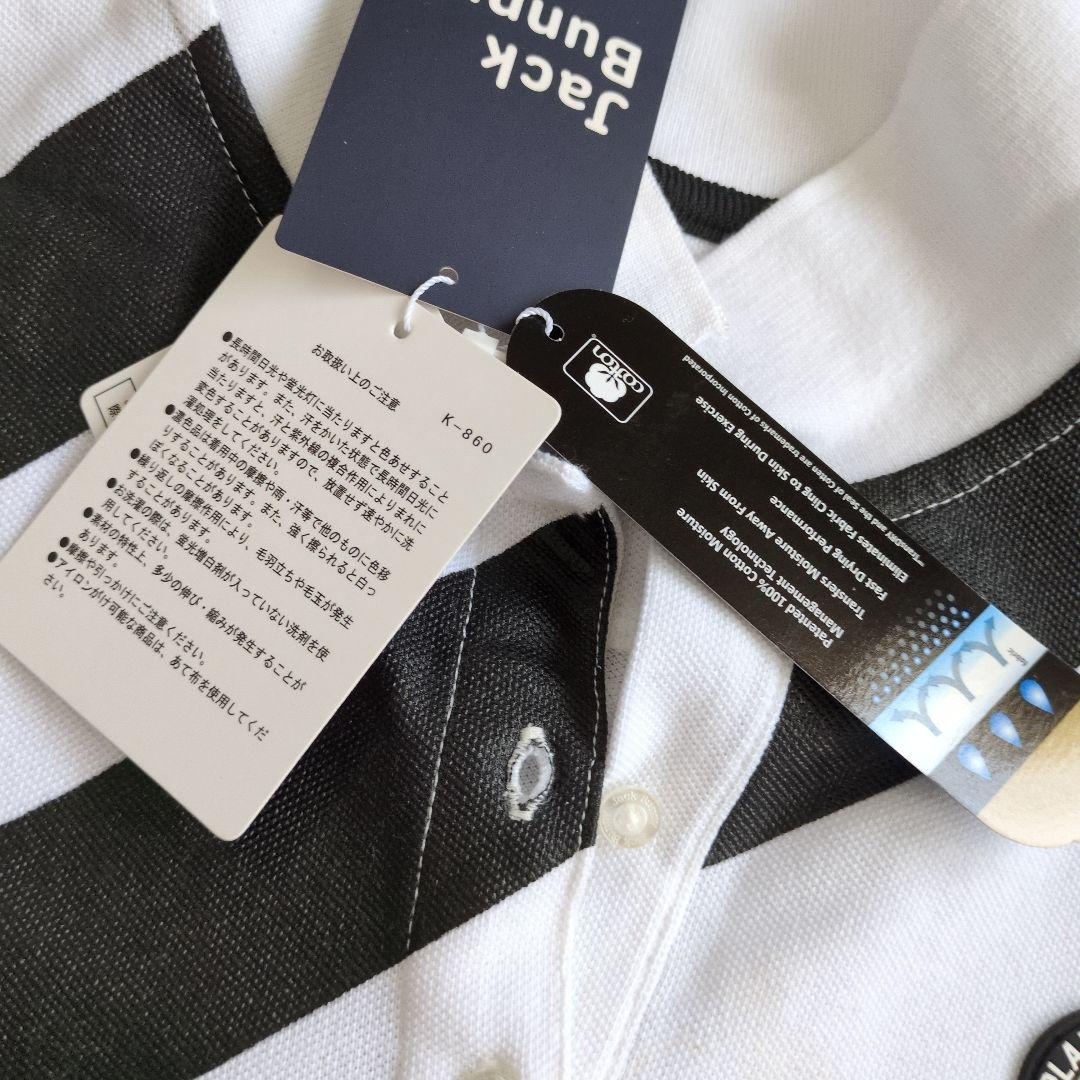 Jack
お取扱い上のご注意
K-860
●長時間日光や蛍光灯に当たりますと色あせすること
があります。また、汗をかいた状態で長時間日光に
当たりますと、汗と紫外線の複合作用によりまれに
変色することがありますので、放置せず速やかに洗
濯処理をしてください。
●濃色品は着用中の摩擦や雨・汗等で他のものに色移
りすることがあります。また、強く擦られると白っ
ぽくなることがあります。
●繰り返しの摩擦作用により、毛羽立ちや毛玉が発生
することがあります。
●お洗濯の際は、蛍光増白剤が入っていない洗剤を使
用してください。
●素材の特性上、多少の伸び・縮みが発生することが
あります。
●摩擦や引っかけにご注意ください。
●アイロンがけ可能な商品は、あて布を使用してくだ
さい。
cotton
Patented 100% Cotton Moisture
Management Technology
Transfers Moisture Away From Skin
Fast Drying Performance
Eliminates Fabric Cling to Skin During Exercise
and the Seal of Cotton are trademarks of Cotton Incorporated
fabric